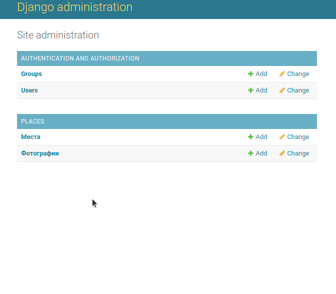 Django administration
Site administration
AUTHENTICATION AND AUTHORIZATION
Groups Add Change
Users Add Change
PLACES
Места Add Change
Фотографии Add Change